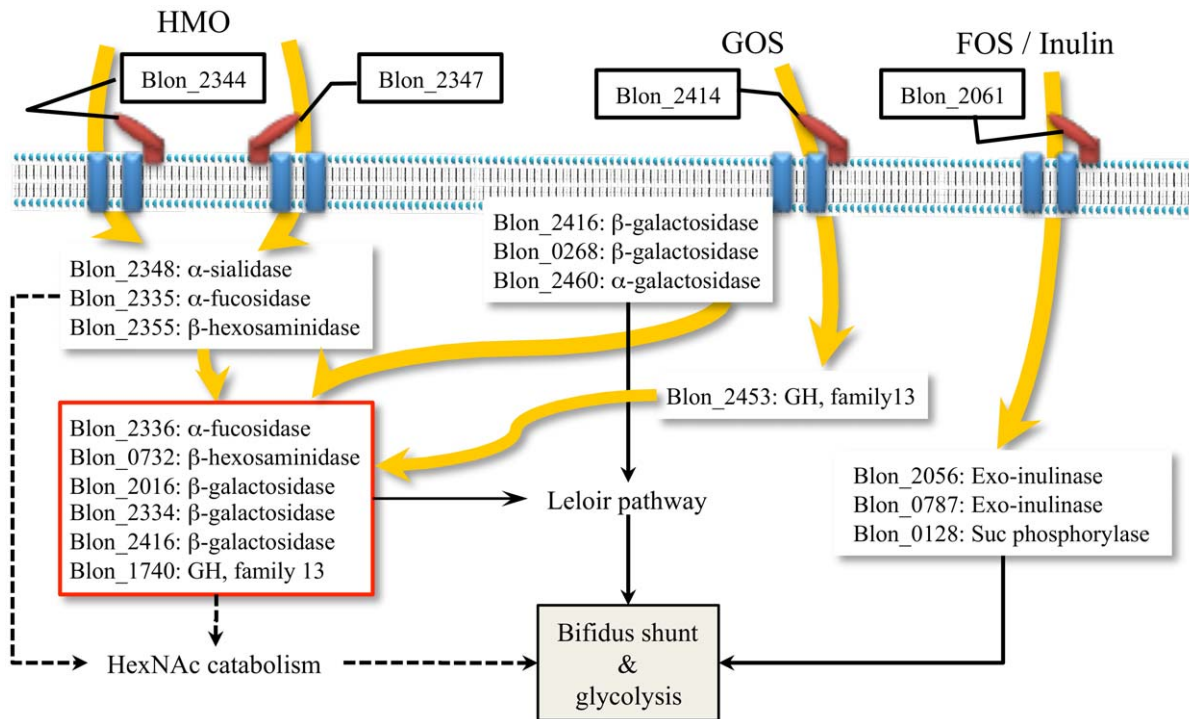 HMO
GOS
FOS / Inulin
Blon_2344
Blon_2347
Blon_2414
Blon_2061
Blon_2416: β-galactosidase
Blon_0268: β-galactosidase
Blon_2460: α-galactosidase
Blon_2348: α-sialidase
Blon_2335: α-fucosidase
Blon_2355: β-hexosaminidase
Blon_2453: GH, family13
Blon_2336: α-fucosidase
Blon_0732: β-hexosaminidase
Blon_2016: β-galactosidase
Blon_2334: β-galactosidase
Blon_2416: β-galactosidase
Blon_1740: GH, family 13
Leloir pathway
Blon_2056: Exo-inulinase
Blon_0787: Exo-inulinase
Blon_0128: Suc phosphorylase
HexNAc catabolism
Bifidus shunt
&
glycolysis